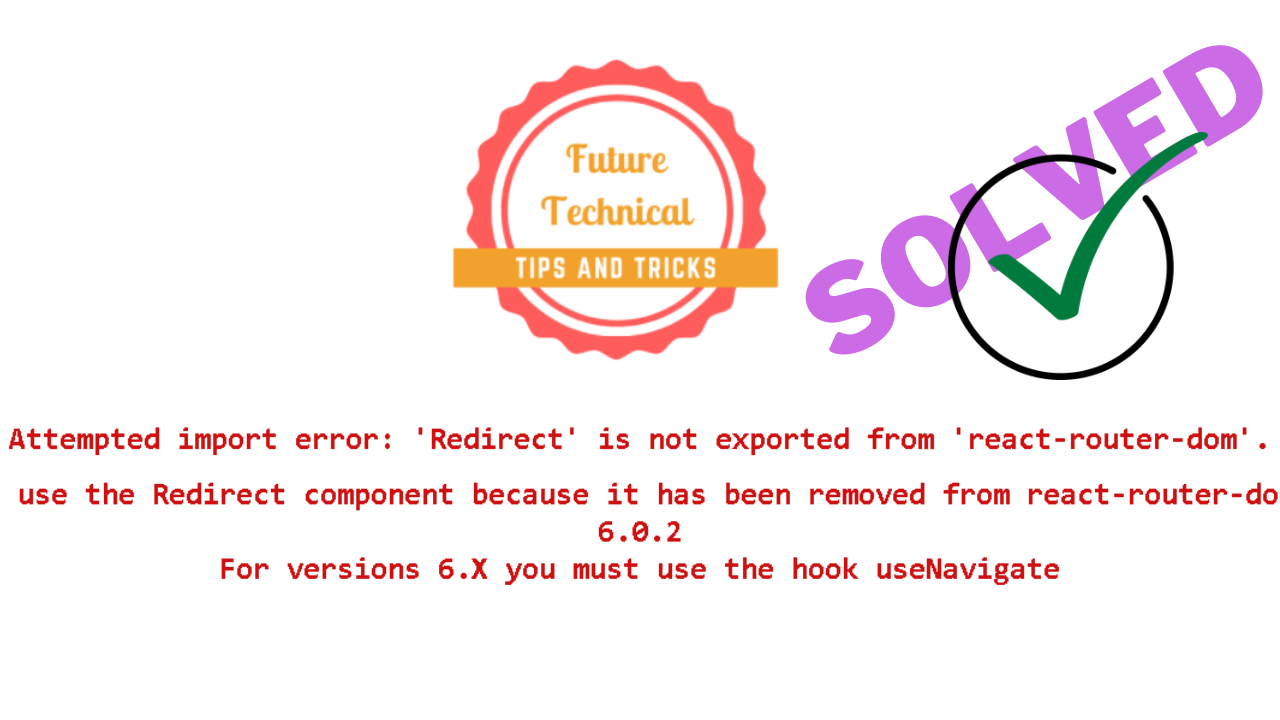 Future
Technical
TIPS AND TRICKS
SOLVED
Attempted import error: 'Redirect' is not exported from 'react-router-dom'.
use the Redirect component because it has been removed from react-router-do
6.0.2
For versions 6.X you must use the hook useNavigate